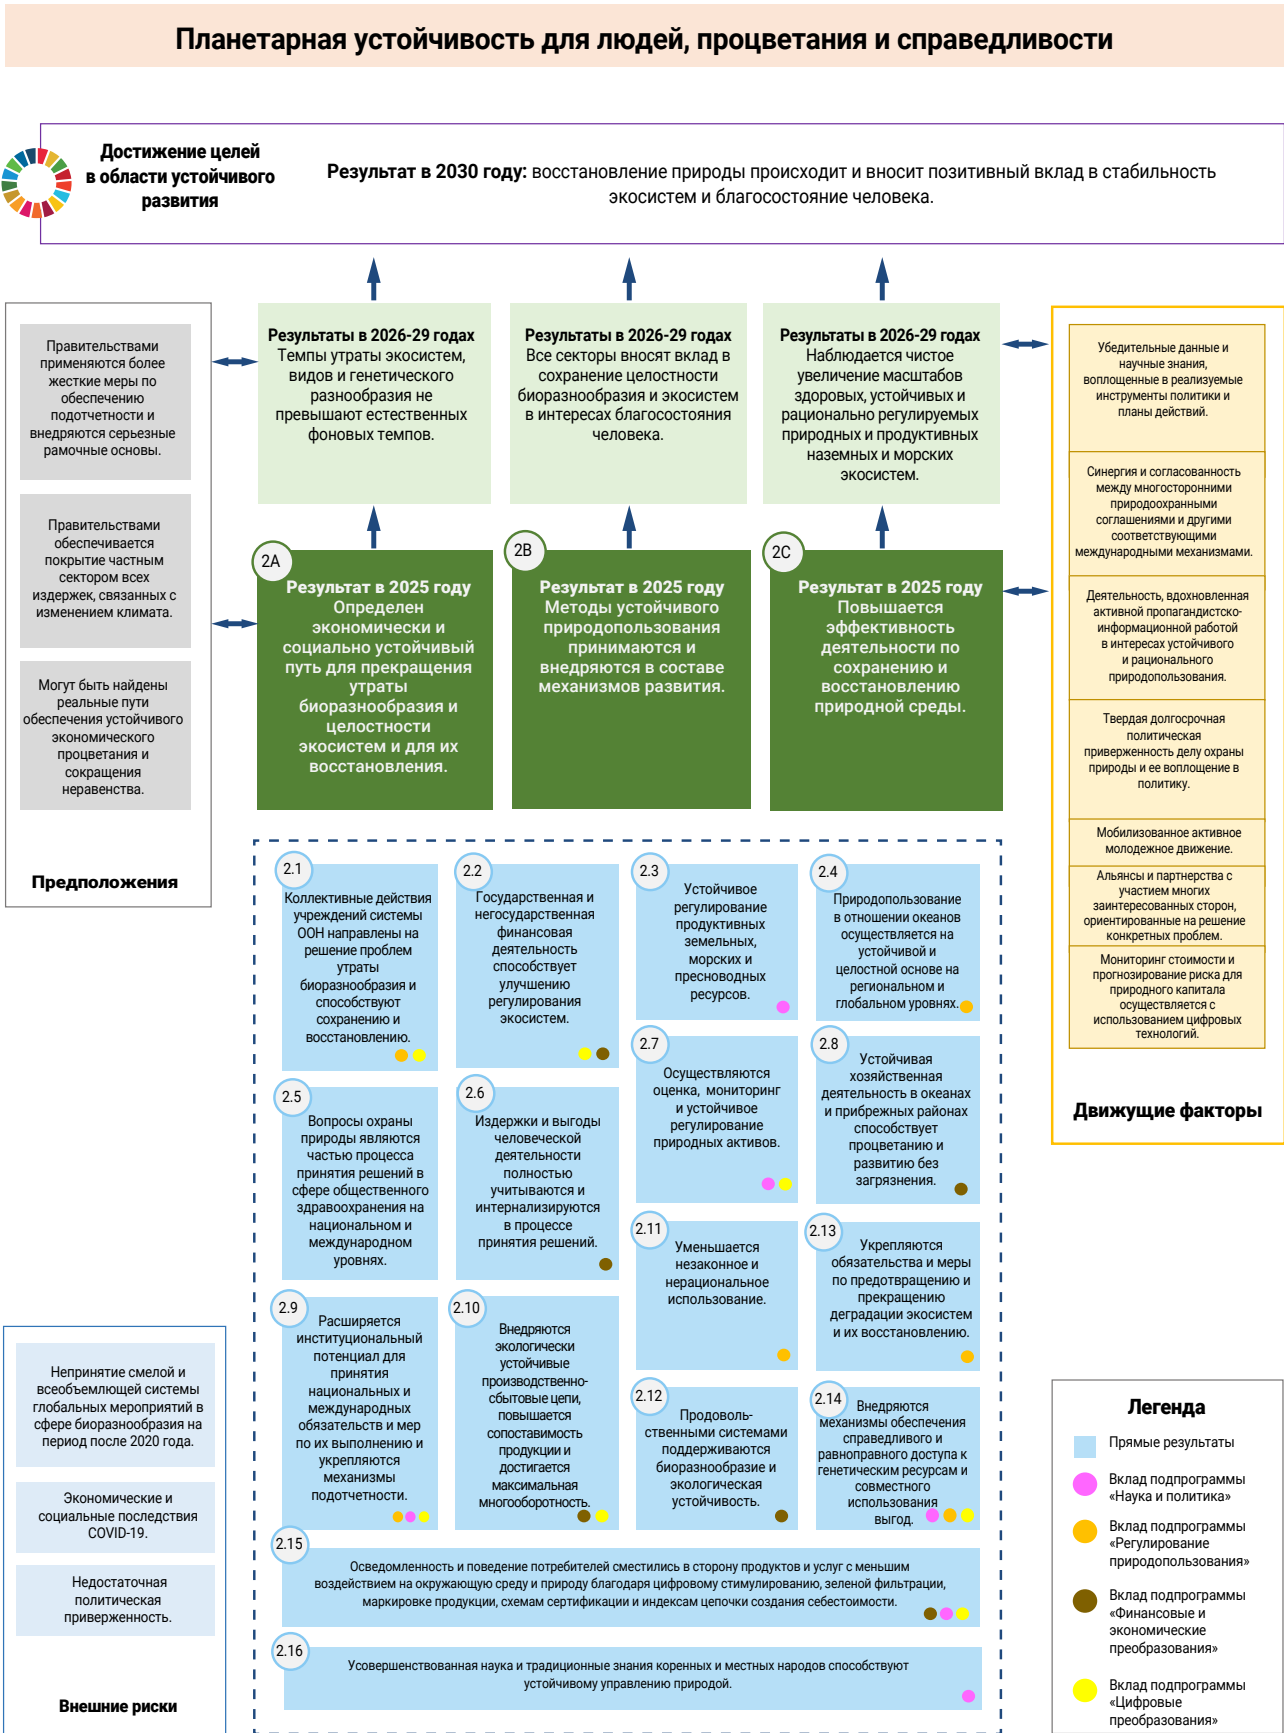 Планетарная устойчивость для людей, процветания и справедливости
Достижение целей
в области устойчивого
развития
Результат в 2030 году: восстановление природы происходит и вносит позитивный вклад в стабильность
экосистем и благосостояние человека.
Правительствами
применяются более
жесткие меры по
обеспечению
подотчетности и
внедряются серьезные
рамочные основы.
Правительствами
обеспечивается
покрытие частным
сектором всех
издержек, связанных с
изменением климата.
Могут быть найдены
реальные пути
обеспечения устойчивого
экономического
процветания и
сокращения
неравенства.
Предположения
Результаты в 2026-29 годах
Темпы утраты экосистем,
видов и генетического
разнообразия не
превышают естественных
фоновых темпов.
Результаты в 2026-29 годах
Все секторы вносят вклад в
сохранение целостности
биоразнообразия и экосистем
в интересах благосостояния
человека.
Результаты в 2026-29 годах
Наблюдается чистое
увеличение масштабов
здоровых, устойчивых и
рационально регулируемых
природных и продуктивных
наземных и морских
экосистем.
2A
Результат в 2025 году
Определен
экономически и
социально устойчивый
путь для прекращения
утраты
биоразнообразия и
целостности
экосистем и для их
восстановления.
2B
Результат в 2025 году
Методы устойчивого
природопользования
принимаются и
внедряются в составе
механизмов развития.
2C
Результат в 2025 году
Повышается
эффективность
деятельности по
сохранению и
восстановлению
природной среды.
Убедительные данные и
научные знания,
воплощенные в реализуемые
инструменты политики и
планы действий.
Синергия и согласованность
между многосторонними
природоохранными
соглашениями и другими
соответствующими
международными механизмами.
Деятельность, вдохновленная
активной пропагандистско-
информационной работой
в интересах устойчивого
и рационального
природопользования.
Твердая долгосрочная
политическая
приверженность делу охраны
природы и ее воплощение в
политику.
Мобилизованное активное
молодежное движение.
Альянсы и партнерства с
участием многих
заинтересованных сторон,
ориентированные на решение
конкретных проблем.
Мониторинг стоимости и
прогнозирование риска для
природного капитала
осуществляется с
использованием цифровых
технологий.
Движущие факторы
2.1
Коллективные действия
учреждений системы
ООН направлены на
решение проблем
утраты
биоразнообразия и
способствуют
сохранению и
восстановлению.
2.2
Государственная и
негосударственная
финансовая
деятельность
способствует
улучшению
регулирования
экосистем.
2.3
Устойчивое
регулирование
продуктивных
земельных,
морских и
пресноводных
ресурсов.
2.4
Природопользование
в отношении океанов
осуществляется на
устойчивой и
целостной основе на
региональном и
глобальном уровнях.
2.5
Вопросы охраны
природы являются
частью процесса
принятия решений в
сфере общественного
здравоохранения на
национальном и
международном
уровнях.
2.6
Издержки и выгоды
человеческой
деятельности
полностью
учитываются и
интернализируются
в процессе
принятия решений.
2.7
Осуществляются
оценка, мониторинг
и устойчивое
регулирование
природных активов.
2.8
Устойчивая
хозяйственная
деятельность в океанах
и прибрежных районах
способствует
процветанию и
развитию без
загрязнения.
2.9
Расширяется
институциональный
потенциал для
принятия
национальных и
международных
обязательств и мер
по их выполнению и
укрепляются
механизмы
подотчетности.
2.10
Внедряются
экологически
устойчивые
производственно-
сбытовые цепи,
повышается
сопоставимость
продукции и
достигается
максимальная
многооборотность.
2.11
Уменьшается
незаконное и
нерациональное
использование.
2.13
Укрепляются
обязательства и меры
по предотвращению и
прекращению
деградации экосистем
и их восстановлению.
2.12
Продоволь-
ственными системами
поддерживаются
биоразнообразие и
экологическая
устойчивость.
2.14
Внедряются
механизмы обеспечения
справедливого и
равноправного доступа к
генетическим ресурсам и
совместного
использования
выгод.
2.15
Осведомленность и поведение потребителей сместились в сторону продуктов и услуг с меньшим
воздействием на окружающую среду и природу благодаря цифровому стимулированию, зеленой фильтрации,
маркировке продукции, схемам сертификации и индексам цепочки создания себестоимости.
2.16
Усовершенствованная наука и традиционные знания коренных и местных народов способствуют
устойчивому управлению природой.
Непринятие смелой и
всеобъемлющей системы
глобальных мероприятий в
сфере биоразнообразия на
период после 2020 года.
Экономические и
социальные последствия
COVID-19.
Недостаточная
политическая
приверженность.
Внешние риски
Легенда
Прямые результаты
Вклад подпрограммы
«Наука и политика»
Вклад подпрограммы
«Регулирование
природопользования»
Вклад подпрограммы
«Финансовые и
экономические
преобразования»
Вклад подпрограммы
«Цифровые
преобразования»